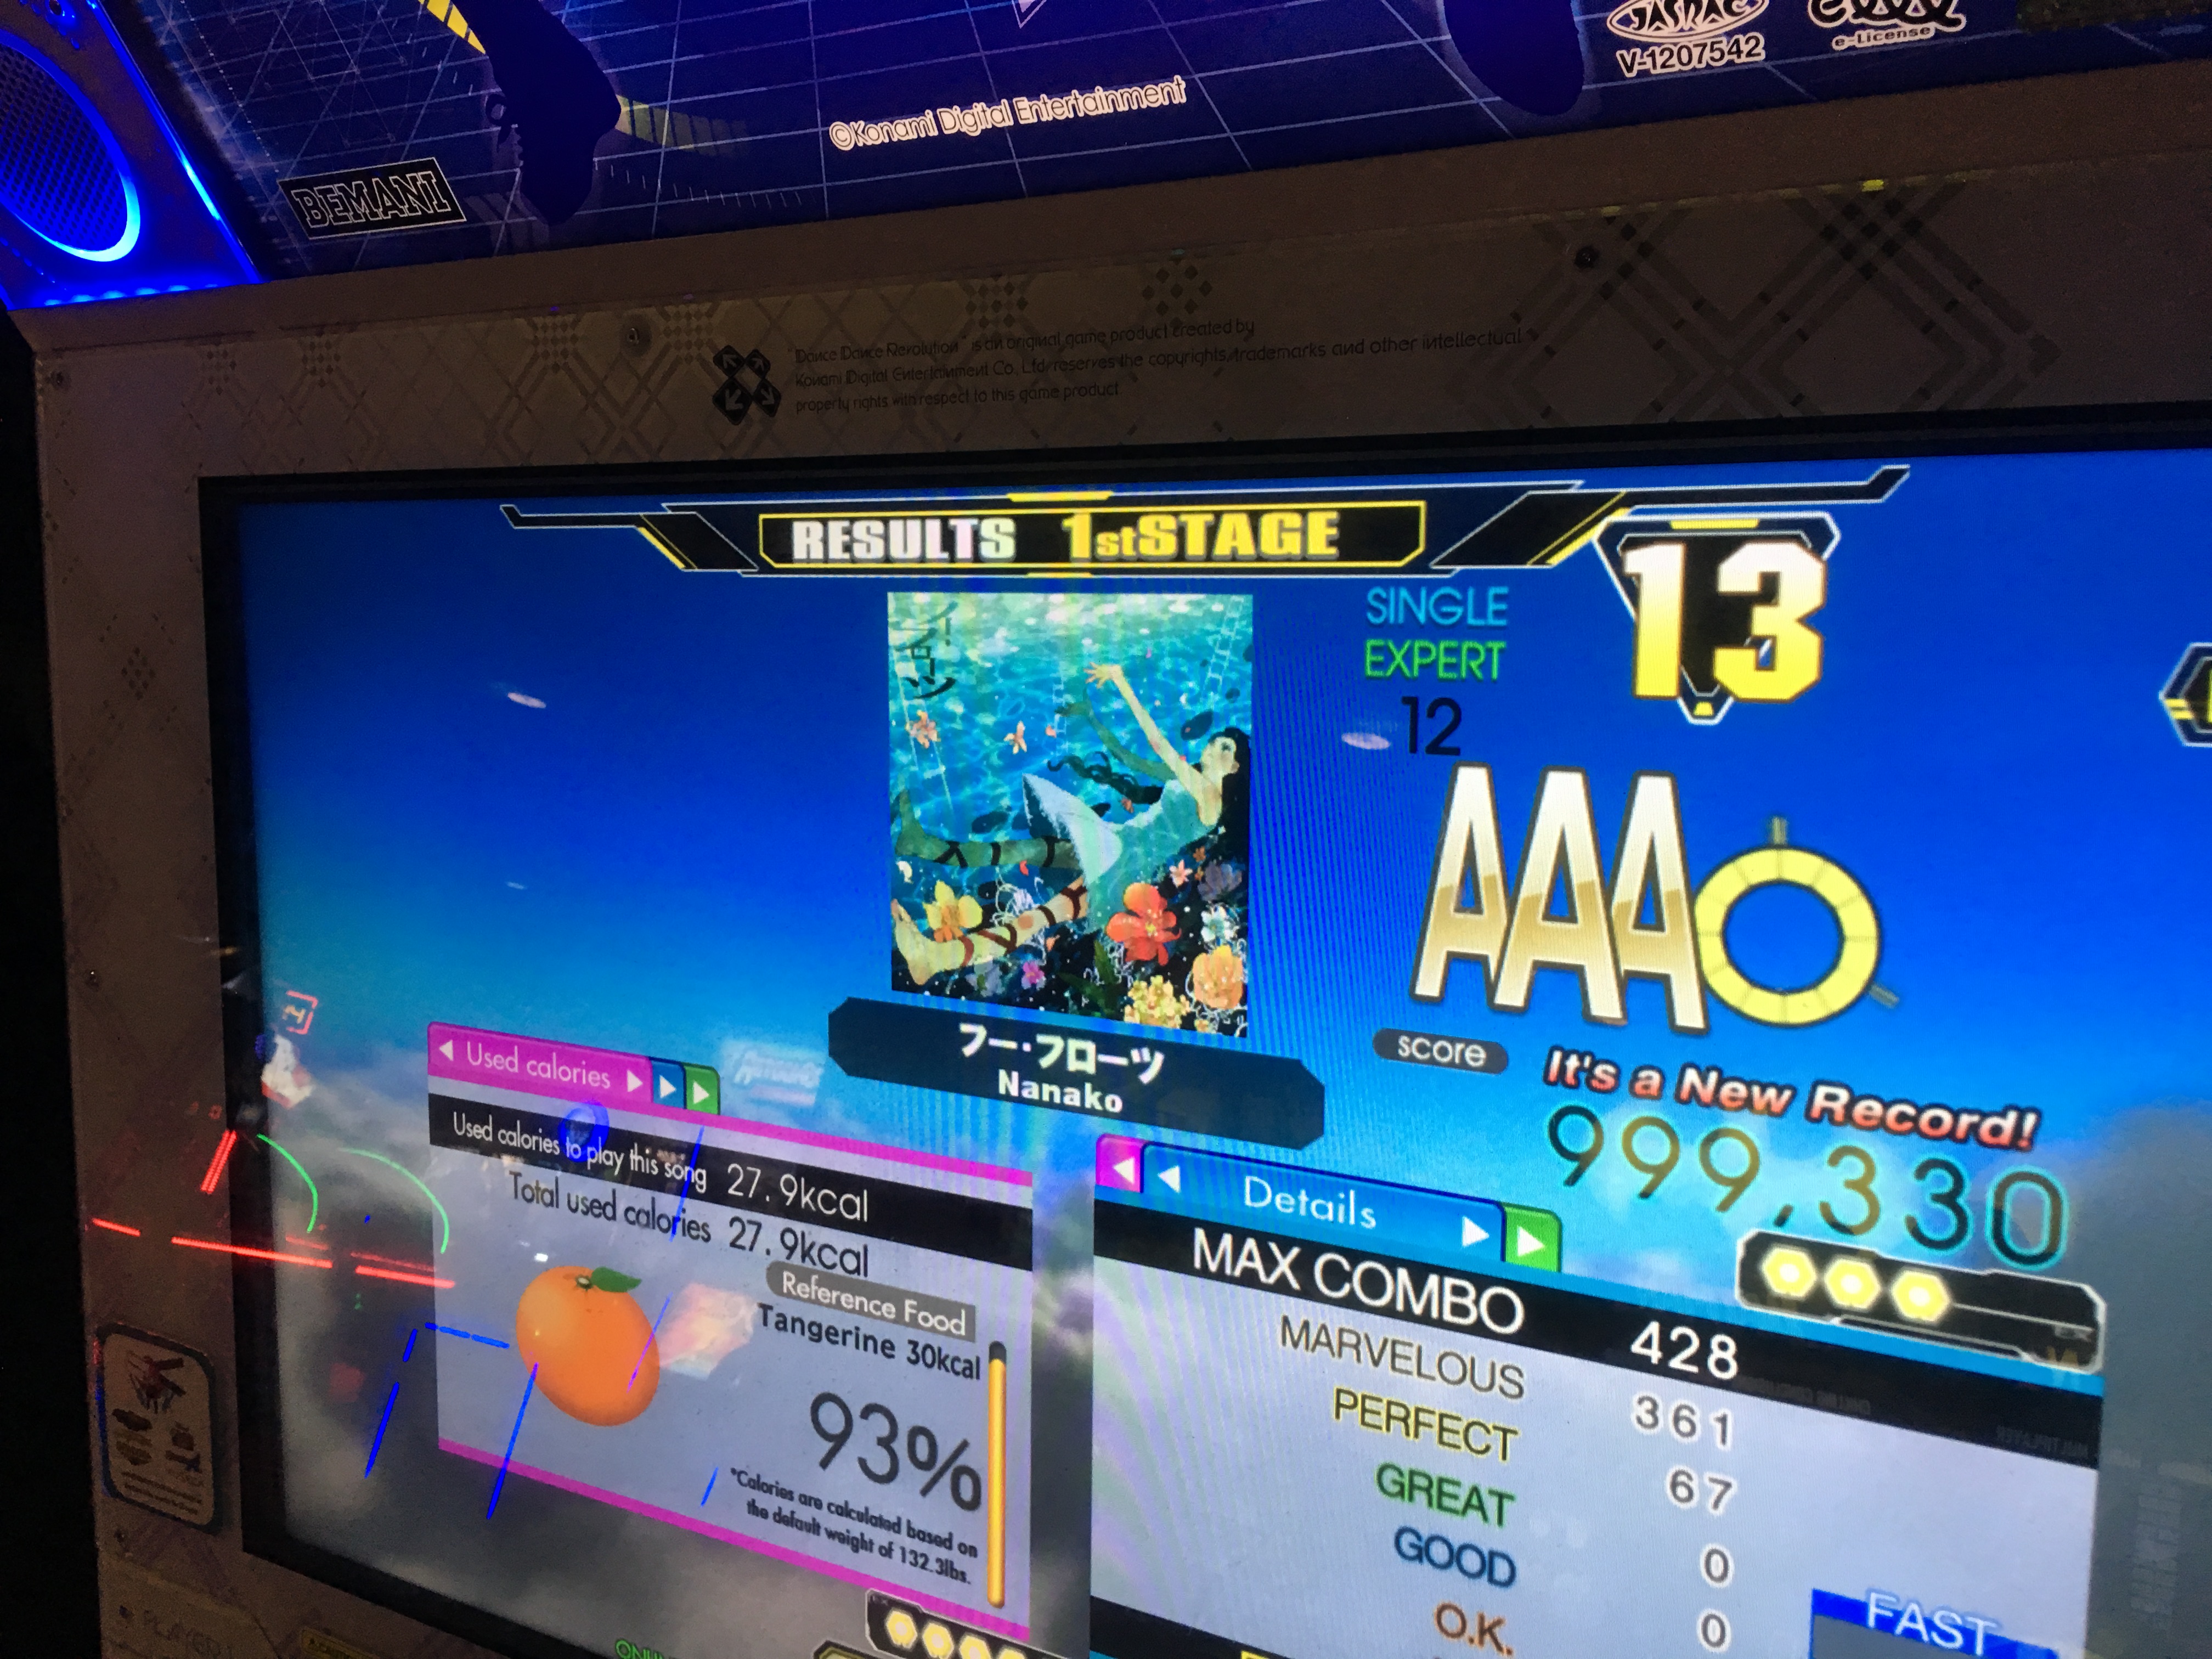 JASRAC
V-1207542
e-License
©Konami Digital Entertainment
BEMANI
"Dance Dance Revolution" is an original game product created by
Konami Digital Entertainment Co., Ltd. reserves the copyrights, trademarks and other intellectual
property rights with respect to this game product
RESULTS 1stSTAGE
13
SINGLE
EXPERT
12
AAA
フー・フローツ
Nanako
score
It's a New Record!
999,330
Used calories
Used calories to play this song 27.9kcal
Total used calories 27.9kcal
Reference Food
Tangerine 30kcal
93%
*Calories are calculated based on
the default weight of 132.3lbs.
Details
MAX COMBO 428
MARVELOUS 361
PERFECT 67
GREAT 0
GOOD 0
O.K.
FAST
PLAYER